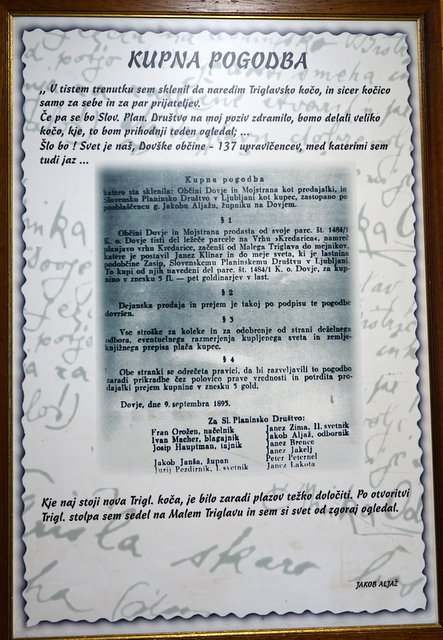 KUPNA POGODBA
,, V tistem trenutku sem sklenil da naredim Triglavsko kočo, in sicer kočico
samo za sebe in za par prijateljev.
Če pa se bo Slov. Plan. Društvo na moj poziv zdramilo, bomo delali veliko
kočo, kje, to bom prihodnji teden ogledal; ...
Šlo bo ! Svet je naš, Dovške občine - 137 upravičencev, med katerimi sem
tudi jaz ...
Kupna pogodba
katero sta sklenila: Občini Dovje in Mojstrana kot prodajalki, in
Slovensko Planinsko Društvo v Ljubljani kot kupec, zastopano po
pooblaščencu g. Jakobu Aljažu, župniku na Dovjem.
§ 1
Občini Dovje in Mojstrana prodasta od svoje parc. št. 1484/1
K. o. Dovje tisti del ležeče parcele na Vrhu „Kredarica“, namreč
planjavo vrhu Kredarice, začenši od Malega Triglava do mejnikov,
katere je postavil Janez Klinar in do meje sveta, ki je lastnina
podobčine Zasip, Slovenskemu Planinskemu Društvu v Ljubljani.
To kupi od njih navedeni del parc. št. 1484/1 K. o. Dovje, za kup-
nino v znesku 5 fl. — pet goldinarjev v last.
§ 2
Dejanska prodaja in prejem je takoj po podpisu te pogodbe
dovršen.
§ 3
Vse stroške za koleke in za odobrenje od strani deželnega
odbora, eventuelnega razmerjenja kupljenega sveta in zemlje-
knjižnega prepisa plača kupec.
§ 4
Obe stranki se odrečeta pravici, da bi razveljavili to pogodbo
zaradi prikradbe čez polovico prave vrednosti in potrdita pro-
dajalki prejem kupnine v znesku 5 gold.
Dovje, dne 9. septembra 1895.
Za Sl. Planinsko Društvo:
Fran Orožen, načelnik
Ivan Macher, blagajnik
Josip Hauptman, tajnik
Jakob Janša, župan
Jurij Pezdirnik, I. svetnik
Janez Zima, II. svetnik
Jakob Aljaž, odbornik
Janez Brence
Janez Jakelj
Peter Peternel
Janez Lakota
Kje naj stoji nova Trigl. koča, je bilo zaradi plazov težko določiti. Po otvoritvi
Trigl. stolpa sem sedel na Malem Triglavu in sem si svet od zgoraj ogledal.
JAKOB ALJAŽ